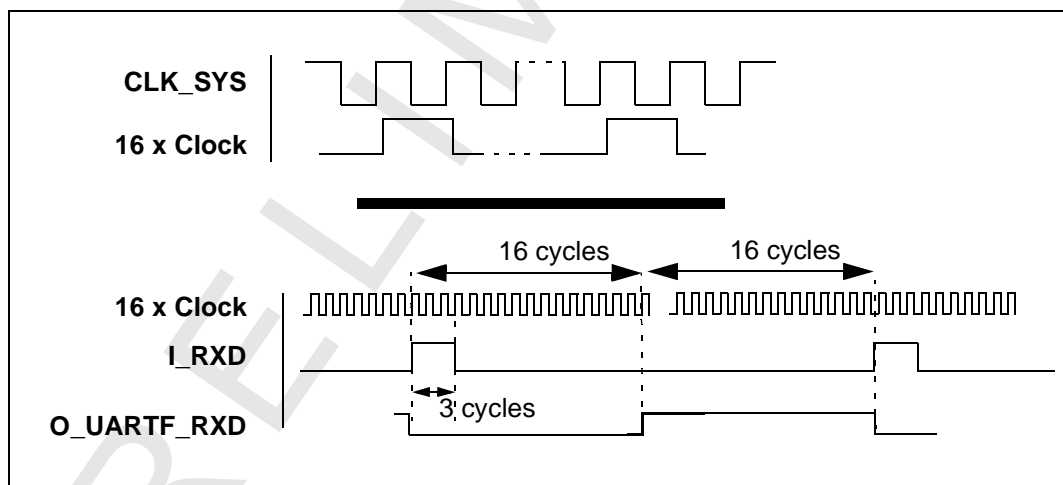 CLK_SYS
16 x Clock
16 cycles 16 cycles
16 x Clock
I_RXD
3 cycles
O_UARTF_RXD